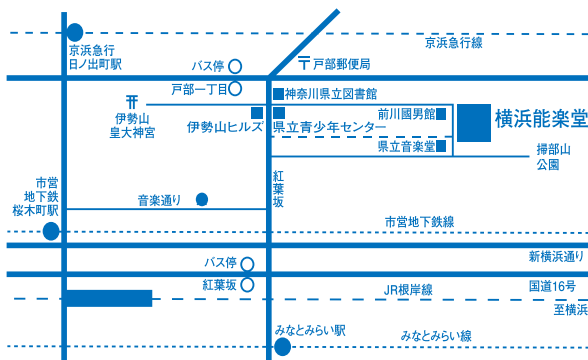 京浜急行線
京浜急行
日ノ出町駅
バス停
〒戸部郵便局
戸部一丁目
神奈川県立図書館
伊勢山
皇大神宮
前川國男館
横浜能楽堂
伊勢山ヒルズ
県立青少年センター
県立音楽堂
掃部山
公園
紅葉坂
市営
地下鉄
桜木町駅
音楽通り
市営地下鉄線
新横浜通り
バス停
紅葉坂
JR根岸線
国道16号
至横浜
みなとみらい駅
みなとみらい線